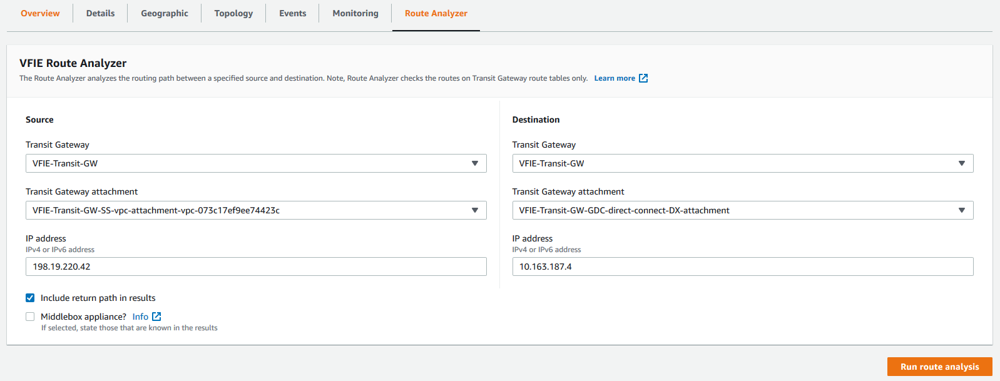 Overview Details Geographic Topology Events Monitoring Route Analyzer
VFIE Route Analyzer
The Route Analyzer analyzes the routing path between a specified source and destination. Note, Route Analyzer checks the routes on Transit Gateway route tables only. Learn more
Source
Transit Gateway
VFIE-Transit-GW
Transit Gateway attachment
VFIE-Transit-GW-SS-vpc-attachment-vpc-073c17ef9ee74423c
IP address
IPv4 or IPv6 address
198.19.220.42
Include return path in results
Middlebox appliance? Info
If selected, state those that are known in the results
Destination
Transit Gateway
VFIE-Transit-GW
Transit Gateway attachment
VFIE-Transit-GW-GDC-direct-connect-DX-attachment
IP address
IPv4 or IPv6 address
10.163.187.4
Run route analysis